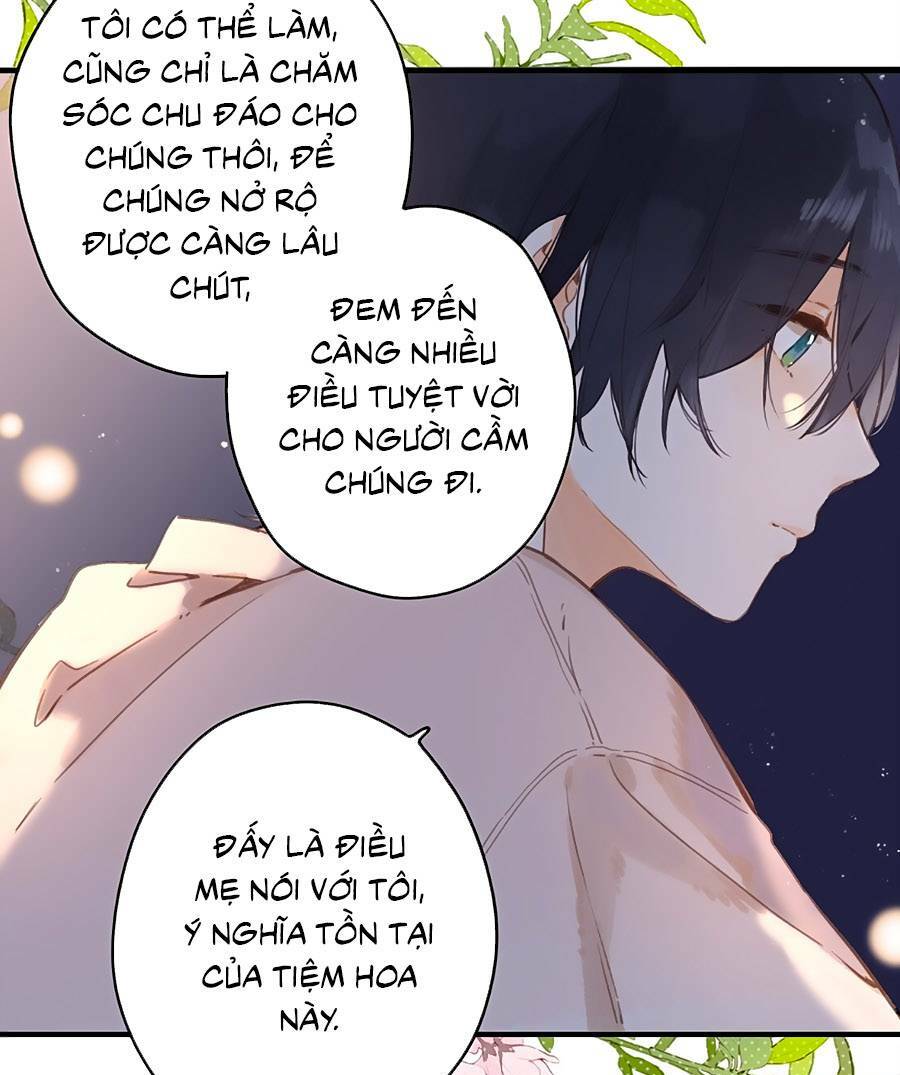 TÔI CÓ THỂ LÀM,
CŨNG CHỈ LÀ CHĂM
SÓC CHU ĐÁO CHO
CHÚNG THÔI, ĐỂ
CHÚNG NỞ RỘ
ĐƯỢC CÀNG LÂU
CHÚT,
ĐEM ĐẾN
CÀNG NHIỀU
ĐIỀU TUYỆT VỜI
CHO NGƯỜI CẦM
CHÚNG ĐI.
ĐẤY LÀ ĐIỀU
MẸ NÓI VỚI TÔI,
Ý NGHĨA TỒN TẠI
CỦA TIỆM HOA
NÀY.